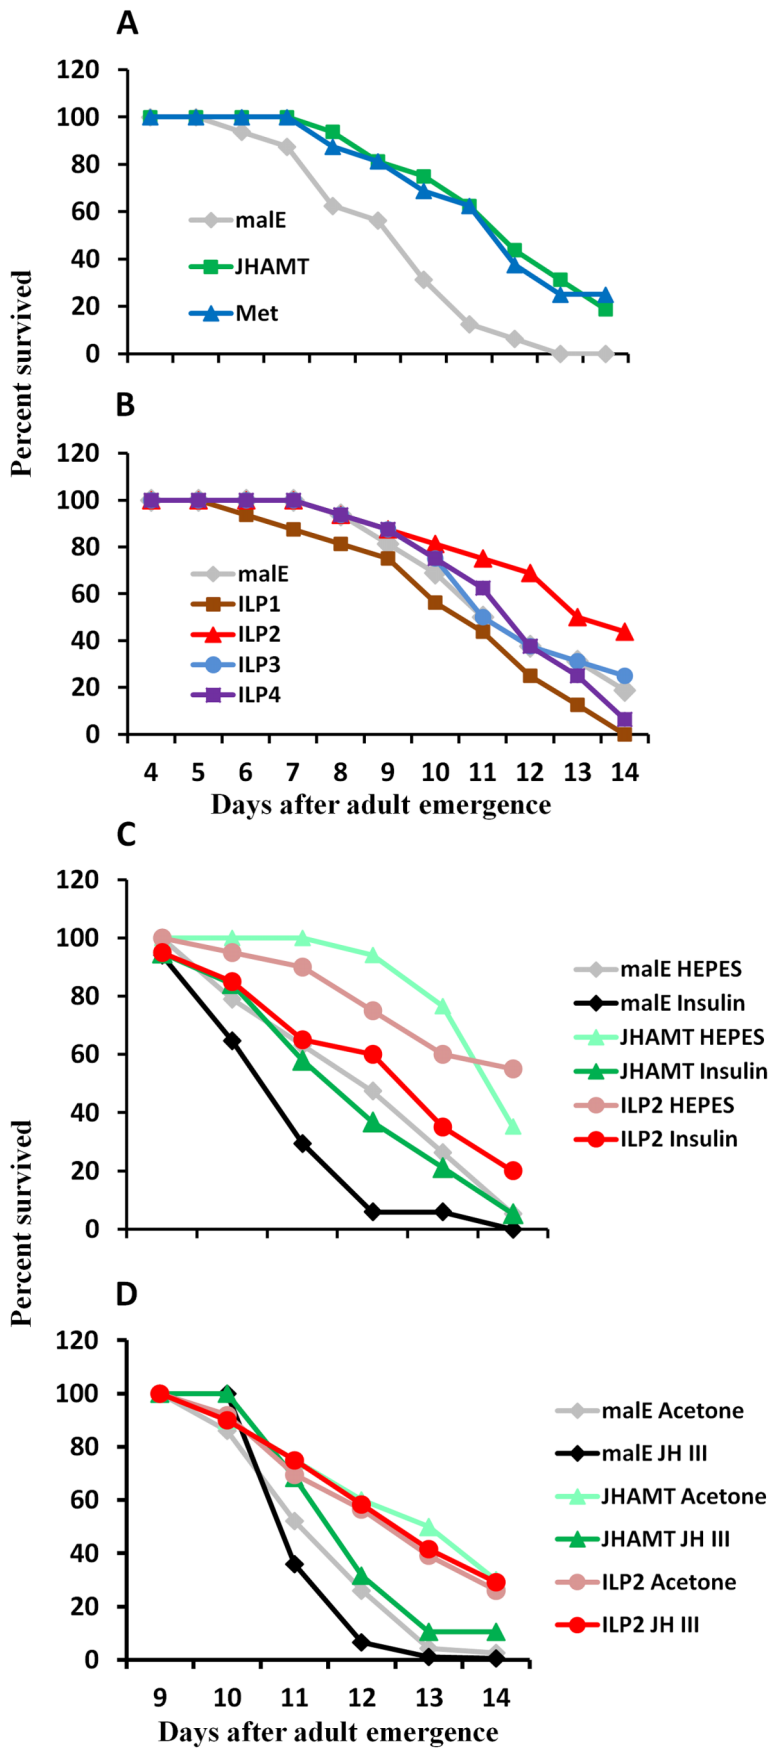 A
120
100
80
60
40
20
0
malE
JHAMT
Met
Percent survived
B
120
100
80
60
40
20
0
malE
ILP1
ILP2
ILP3
ILP4
4 5 6 7 8 9 10 11 12 13 14
Days after adult emergence
C
120
100
80
60
40
20
0
malE HEPES
malE Insulin
JHAMT HEPES
JHAMT Insulin
ILP2 HEPES
ILP2 Insulin
Percent survived
D
120
100
80
60
40
20
0
malE Acetone
malE JH III
JHAMT Acetone
JHAMT JH III
ILP2 Acetone
ILP2 JH III
9 10 11 12 13 14
Days after adult emergence